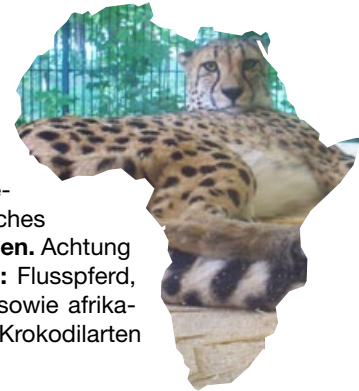 e-
ches
en. Achtung
: Flusspferd,
sowie afrika-
Krokodilarten